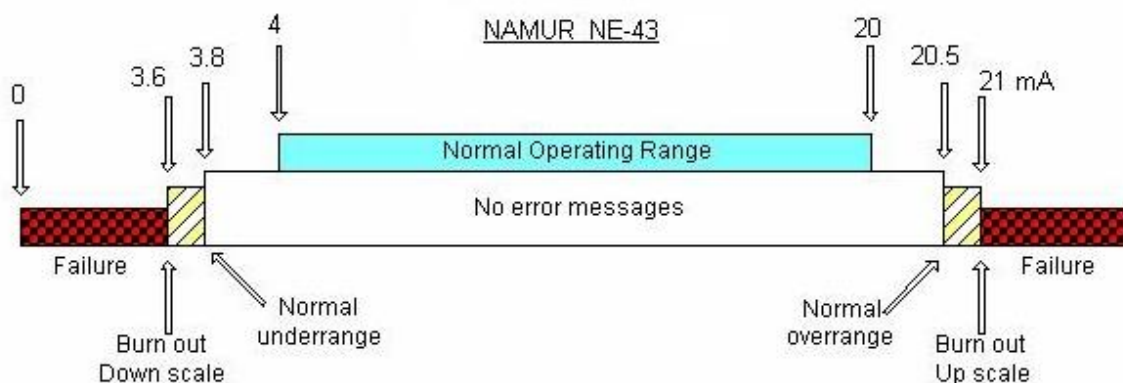 NAMUR NE-43
0
3.6
3.8
4
20
20.5
21 mA
Normal Operating Range
No error messages
Failure
Failure
Normal
underrange
Normal
overrange
Burn out
Down scale
Burn out
Up scale